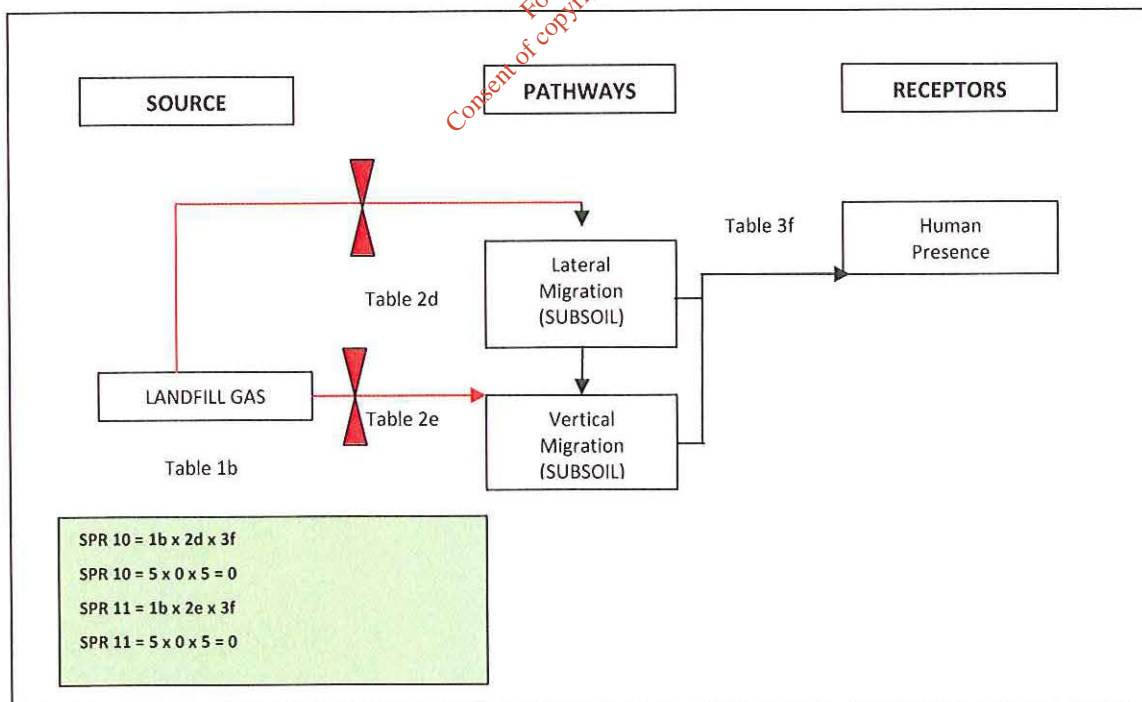 Fo
Consent of copyri
SOURCE
PATHWAYS
RECEPTORS
Table 3f
Human
Presence
Lateral
Migration
(SUBSOIL)
Table 2d
LANDFILL GAS
Table 2e
Vertical
Migration
(SUBSOIL)
Table 1b
SPR 10 = 1b x 2d x 3f
SPR 10 = 5 x 0 x 5 = 0
SPR 11 = 1b x 2e x 3f
SPR 11 = 5 x 0 x 5 = 0